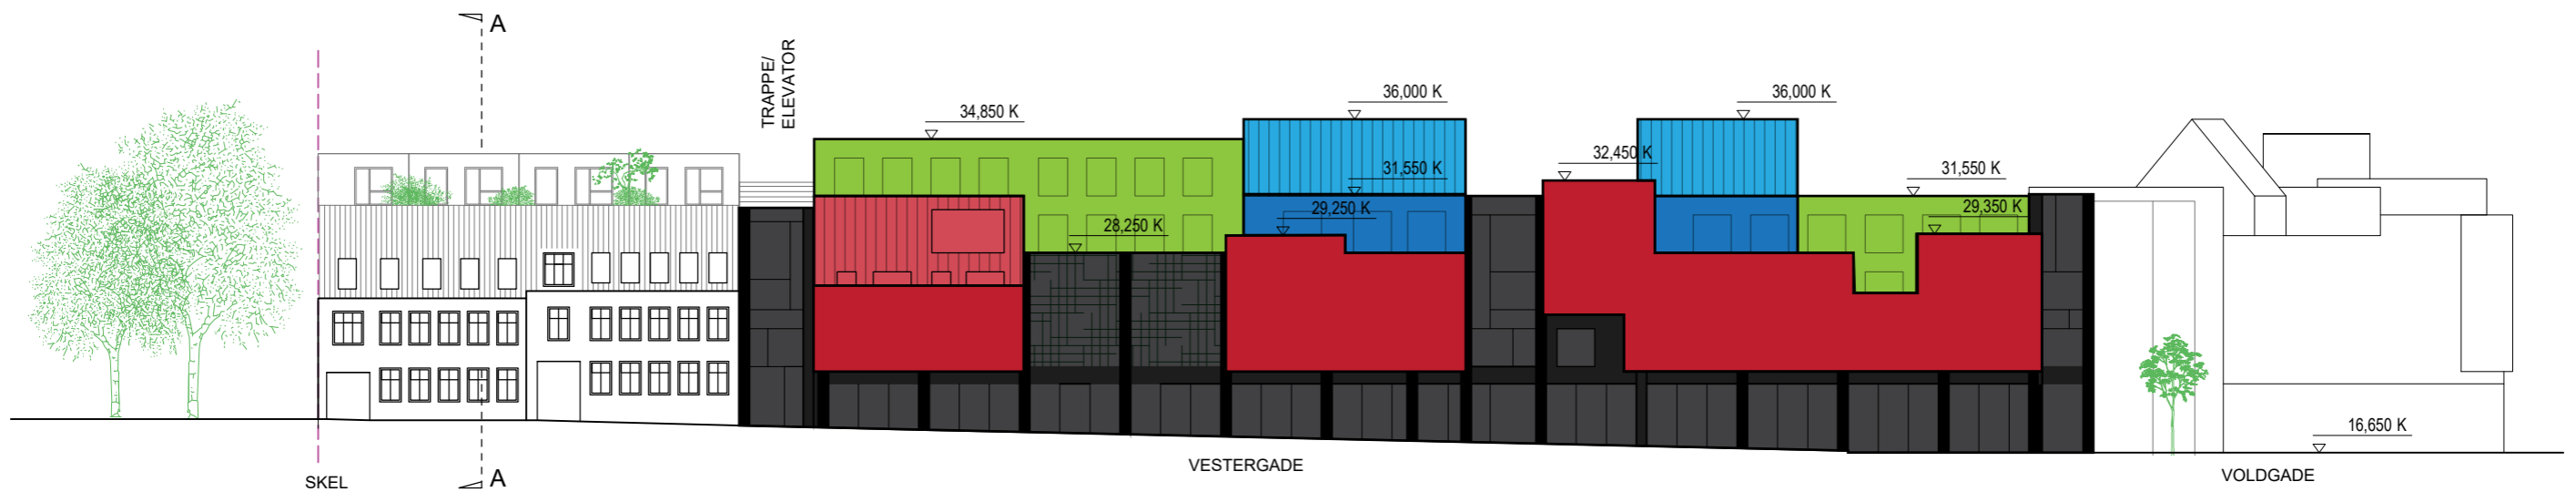 A
TRAPPE/
ELEVATOR
34,850 K
36,000 K
36,000 K
32,450 K
31,550 K
31,550 K
29,250 K
28,250 K
29,350 K
16,650 K
VESTERGADE
SKEL
A
VOLDGADE